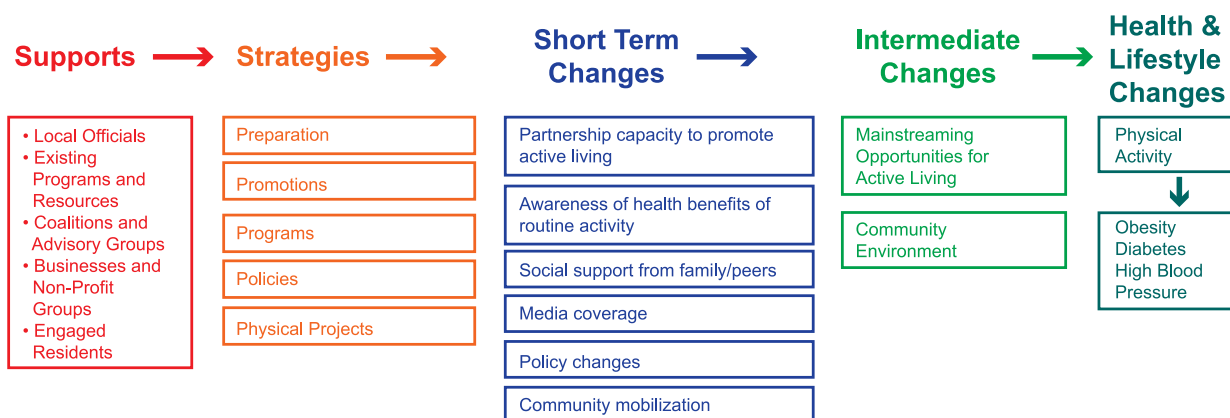 Supports
Strategies
Short Term
Changes
Intermediate
Changes
Health &
Lifestyle
Changes
• Local Officials
• Existing
Programs and
Resources
• Coalitions and
Advisory Groups
• Businesses and
Non-Profit
Groups
• Engaged
Residents
Preparation
Promotions
Programs
Policies
Physical Projects
Partnership capacity to promote
active living
Awareness of health benefits of
routine activity
Social support from family/peers
Media coverage
Policy changes
Community mobilization
Mainstreaming
Opportunities for
Active Living
Community
Environment
Physical
Activity
Obesity
Diabetes
High Blood
Pressure